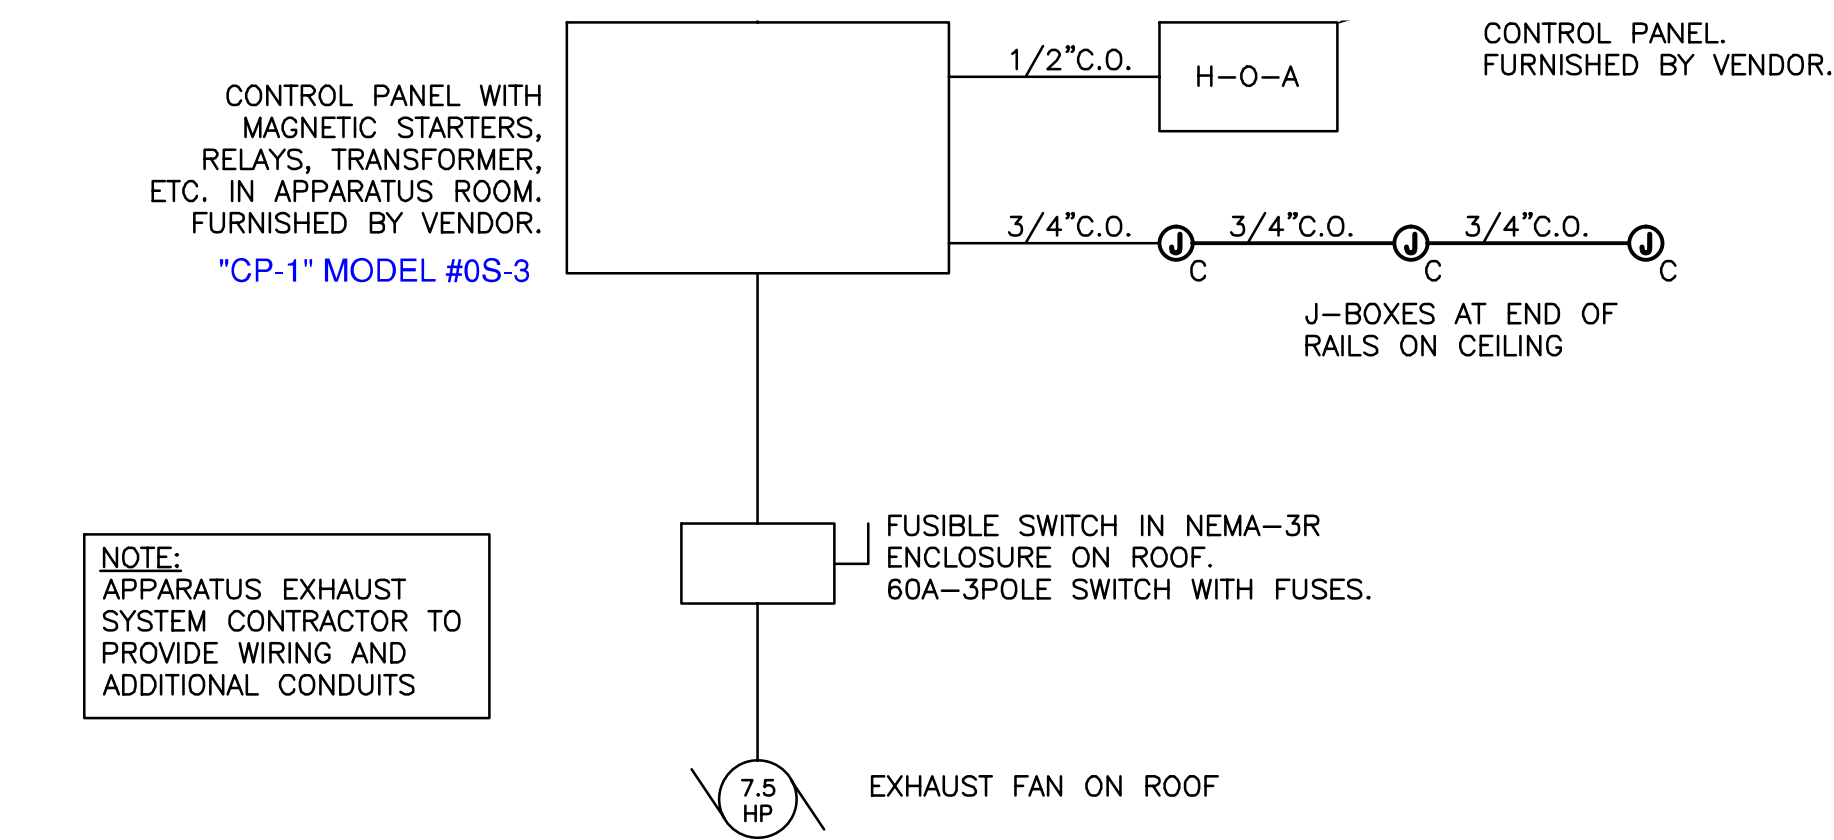 CONTROL PANEL WITH
MAGNETIC STARTERS,
RELAYS, TRANSFORMER,
ETC. IN APPARATUS ROOM.
FURNISHED BY VENDOR.
"CP-1" MODEL #0S-3
1/2"C.O.
H-O-A
CONTROL PANEL.
FURNISHED BY VENDOR.
3/4"C.O.
J
C
3/4"C.O.
J
C
3/4"C.O.
J
C
J-BOXES AT END OF
RAILS ON CEILING
FUSIBLE SWITCH IN NEMA-3R
ENCLOSURE ON ROOF.
60A-3POLE SWITCH WITH FUSES.
NOTE:
APPARATUS EXHAUST
SYSTEM CONTRACTOR TO
PROVIDE WIRING AND
ADDITIONAL CONDUITS
7.5
HP
EXHAUST FAN ON ROOF